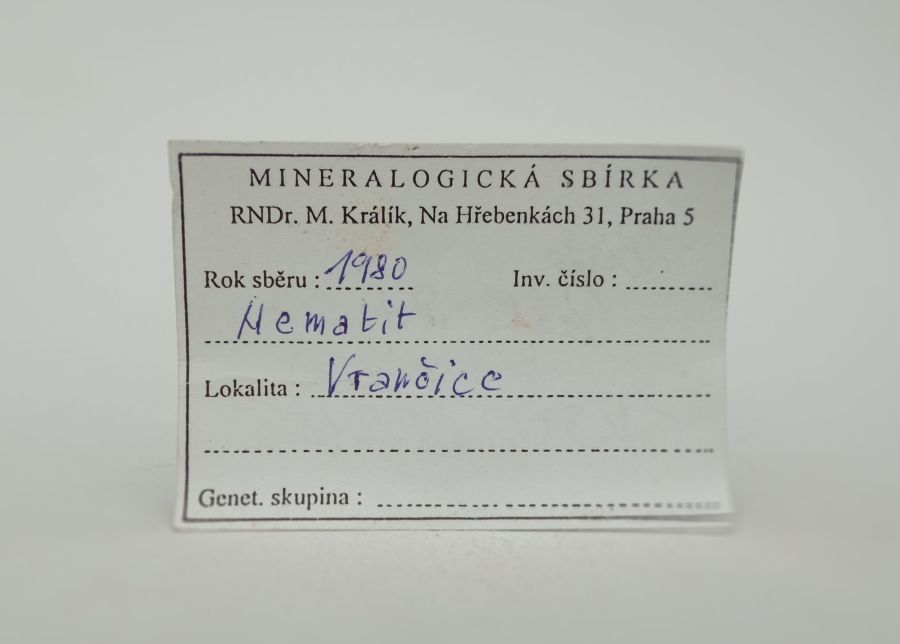 MINERALOGICKÁ SBÍRKA
RNDr. M. Králík, Na Hřebenkách 31, Praha 5
Rok sběru : 1980 Inv. číslo :
Hematit
Lokalita : Vrančice
Genet. skupina :